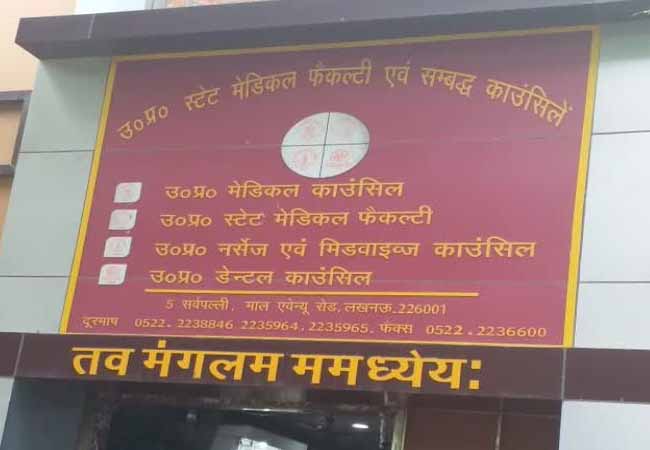 उ०प्र० स्टेट मेडिकल फैकल्टी एवं सम्बद्ध काउंसिलें
उ०प्र० मेडिकल काउंसिल
उ०प्र० स्टेट मेडिकल फैकल्टी
उ०प्र० नर्सेज एवं मिडवाइव्ज काउंसिल
उ०प्र० डेन्टल काउंसिल
5 सर्वपल्ली, माल एवेन्यू रोड, लखनऊ.226001
दूरभाष 0522. 2238846 2235964, 2235965. फैक्स 0522. 2236600
तव मंगलम ममध्येय: